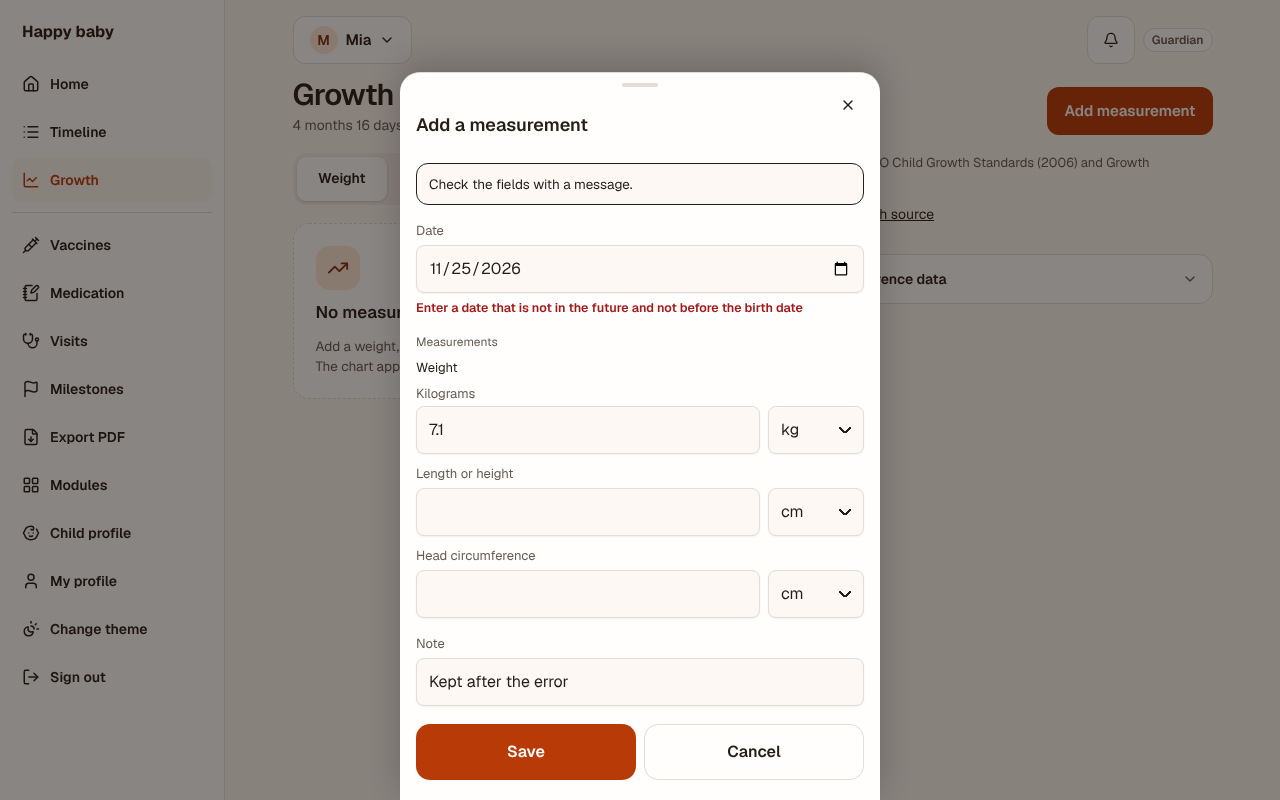 Happy baby
Home
Timeline
Growth
Vaccines
Medication
Visits
Milestones
Export PDF
Modules
Child profile
My profile
Change theme
Sign out
M Mia
Guardian
Growth
4 months 16 days
Add measurement
Weight
Child Growth Standards (2006) and Growth
source
data
No
Add a weight,
The chart
Add a measurement
Check the fields with a message.
Date
11/25/2026
Enter a date that is not in the future and not before the birth date
Measurements
Weight
Kilograms
7.1 kg
Length or height
cm
Head circumference
cm
Note
Kept after the error
Save Cancel